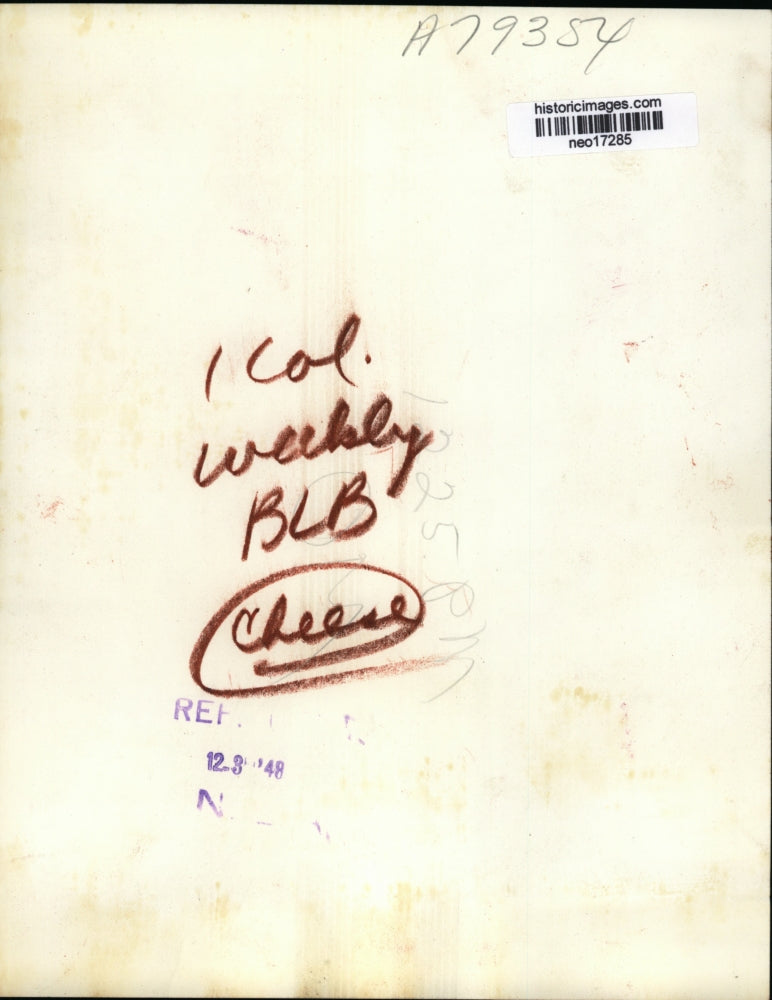 A79354
historicimages.com
neo17285
1 Col.
weekly
BLB
Cheese
REF.
12-3-'48
N.